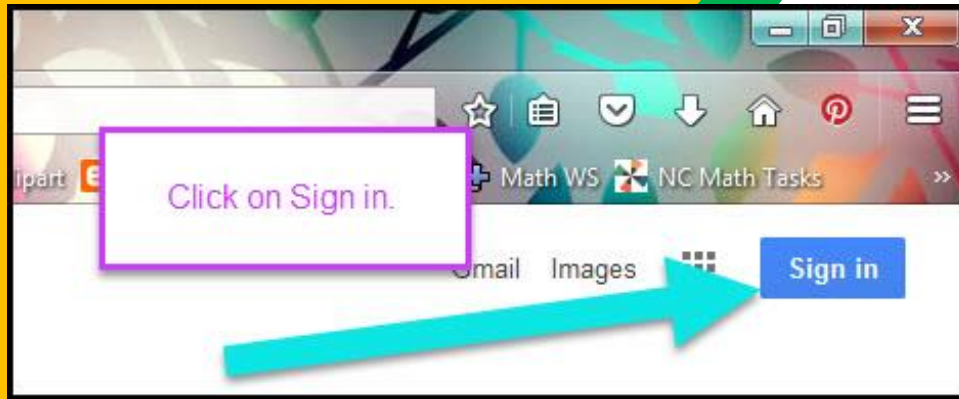 ipart
Math WS
NC Math Tasks
»
Click on Sign in.
Gmail
Images
Sign in